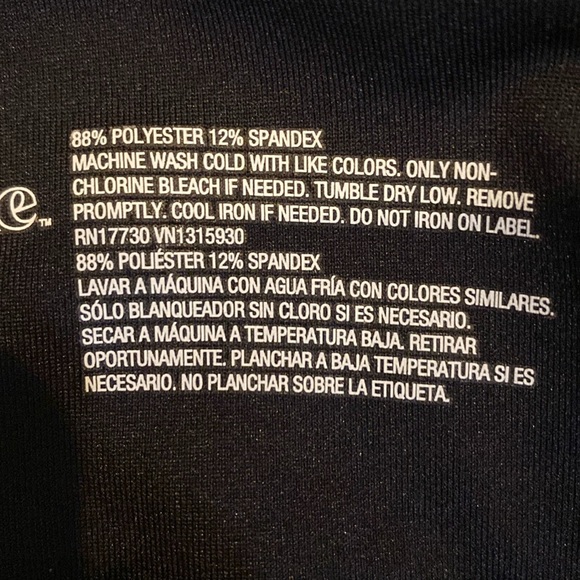 88% POLYESTER 12% SPANDEX
MACHINE WASH COLD WITH LIKE COLORS. ONLY NON-
CHLORINE BLEACH IF NEEDED. TUMBLE DRY LOW. REMOVE
PROMPTLY. COOL IRON IF NEEDED. DO NOT IRON ON LABEL.
RN17730 VN1315930
88% POLIÉSTER 12% SPANDEX
LAVAR A MÁQUINA CON AGUA FRÍA CON COLORES SIMILARES.
SÓLO BLANQUEADOR SIN CLORO SI ES NECESARIO.
SECAR A MÁQUINA A TEMPERATURA BAJA. RETIRAR
OPORTUNAMENTE. PLANCHAR A BAJA TEMPERATURA SI ES
NECESARIO. NO PLANCHAR SOBRE LA ETIQUETA.